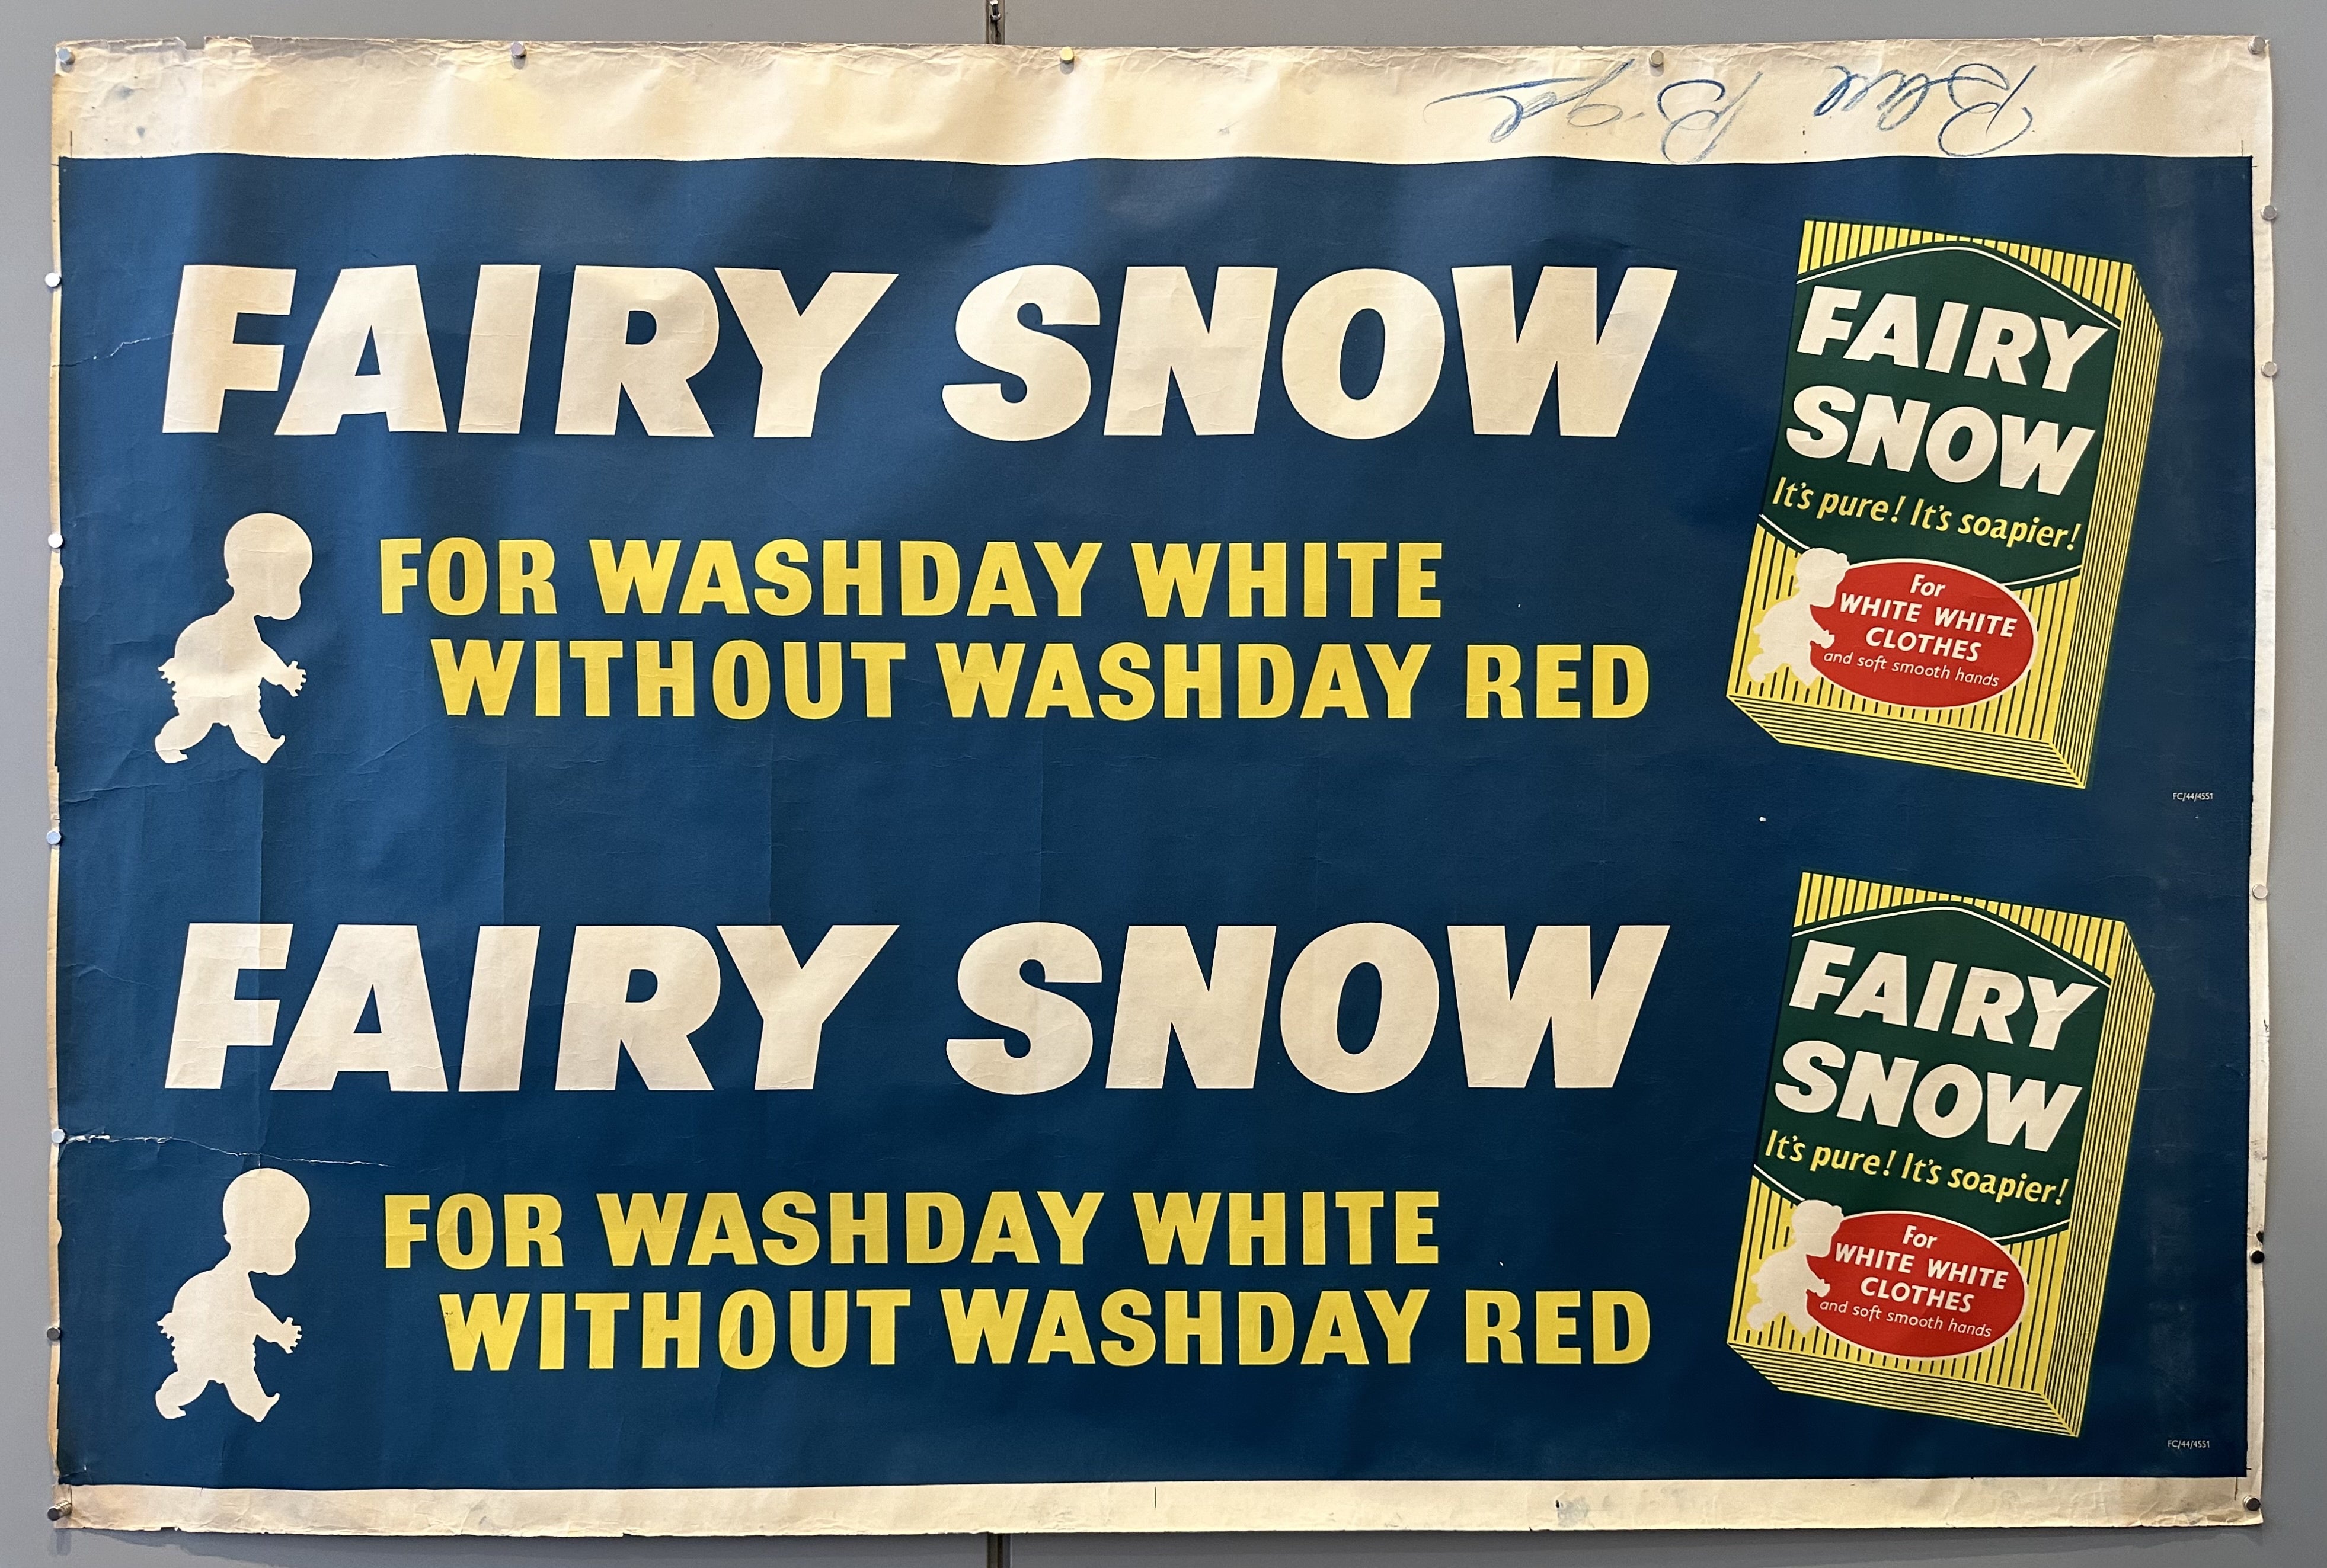 Blue Rigd
FAIRY SNOW
FOR WASHDAY WHITE
WITHOUT WASHDAY RED
FAIRY
SNOW
It's pure! It's soapier!
For
WHITE WHITE
CLOTHES
and soft smooth hands
FC/44/4551
FAIRY SNOW
FOR WASHDAY WHITE
WITHOUT WASHDAY RED
FAIRY
SNOW
It's pure! It's soapier!
For
WHITE WHITE
CLOTHES
and soft smooth hands
FC/44/4551